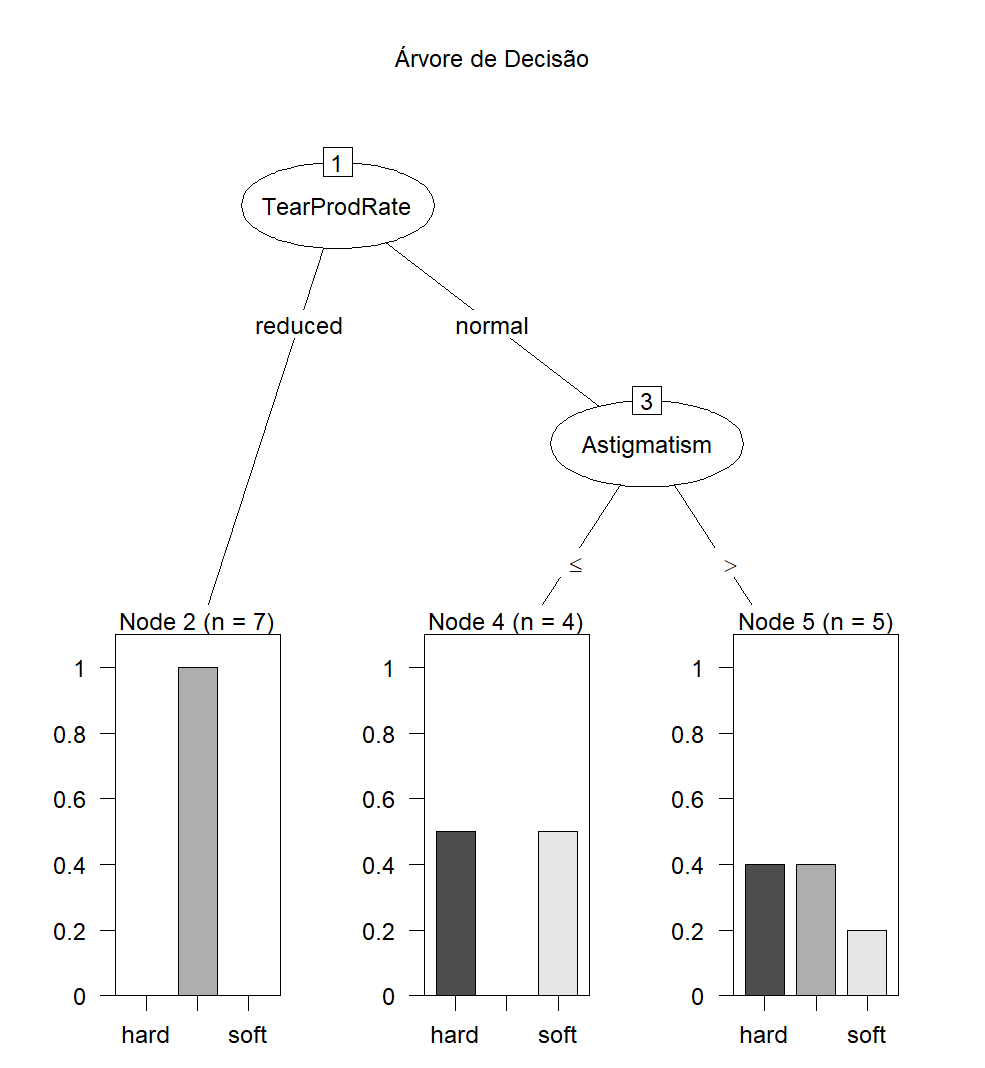 Árvore de Decisão
1
TearProdRate
reduced
normal
3
Astigmatism
≤
>
Node 2 (n = 7)
1
0.8
0.6
0.4
0.2
0
hard
soft
Node 4 (n = 4)
1
0.8
0.6
0.4
0.2
0
hard
soft
Node 5 (n = 5)
1
0.8
0.6
0.4
0.2
0
hard
soft